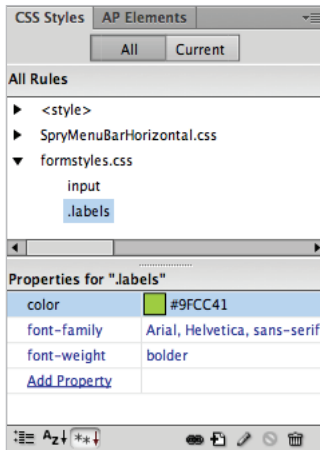 CSS Styles AP Elements
All Current
All Rules
<style>
SpryMenuBarHorizontal.css
formstyles.css
input
.labels
Properties for ".labels"
color #9FCC41
font-family Arial, Helvetica, sans-serif
font-weight bolder
Add Property
Az **